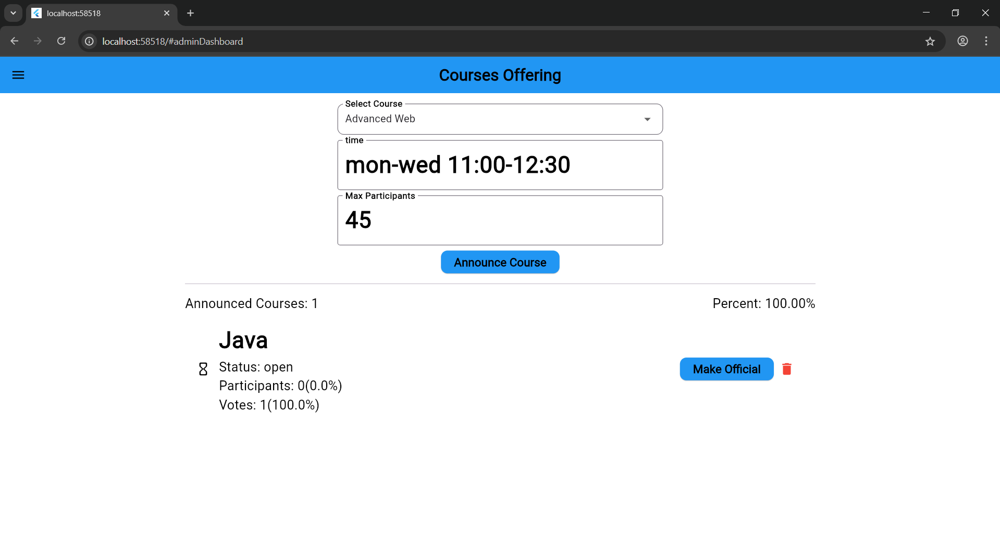 localhost:58518
localhost:58518/#adminDashboard
Courses Offering
Select Course
Advanced Web
time
mon-wed 11:00-12:30
Max Participants
45
Announce Course
Announced Courses: 1
Percent: 100.00%
Java
Status: open
Participants: 0(0.0%)
Votes: 1(100.0%)
Make Official